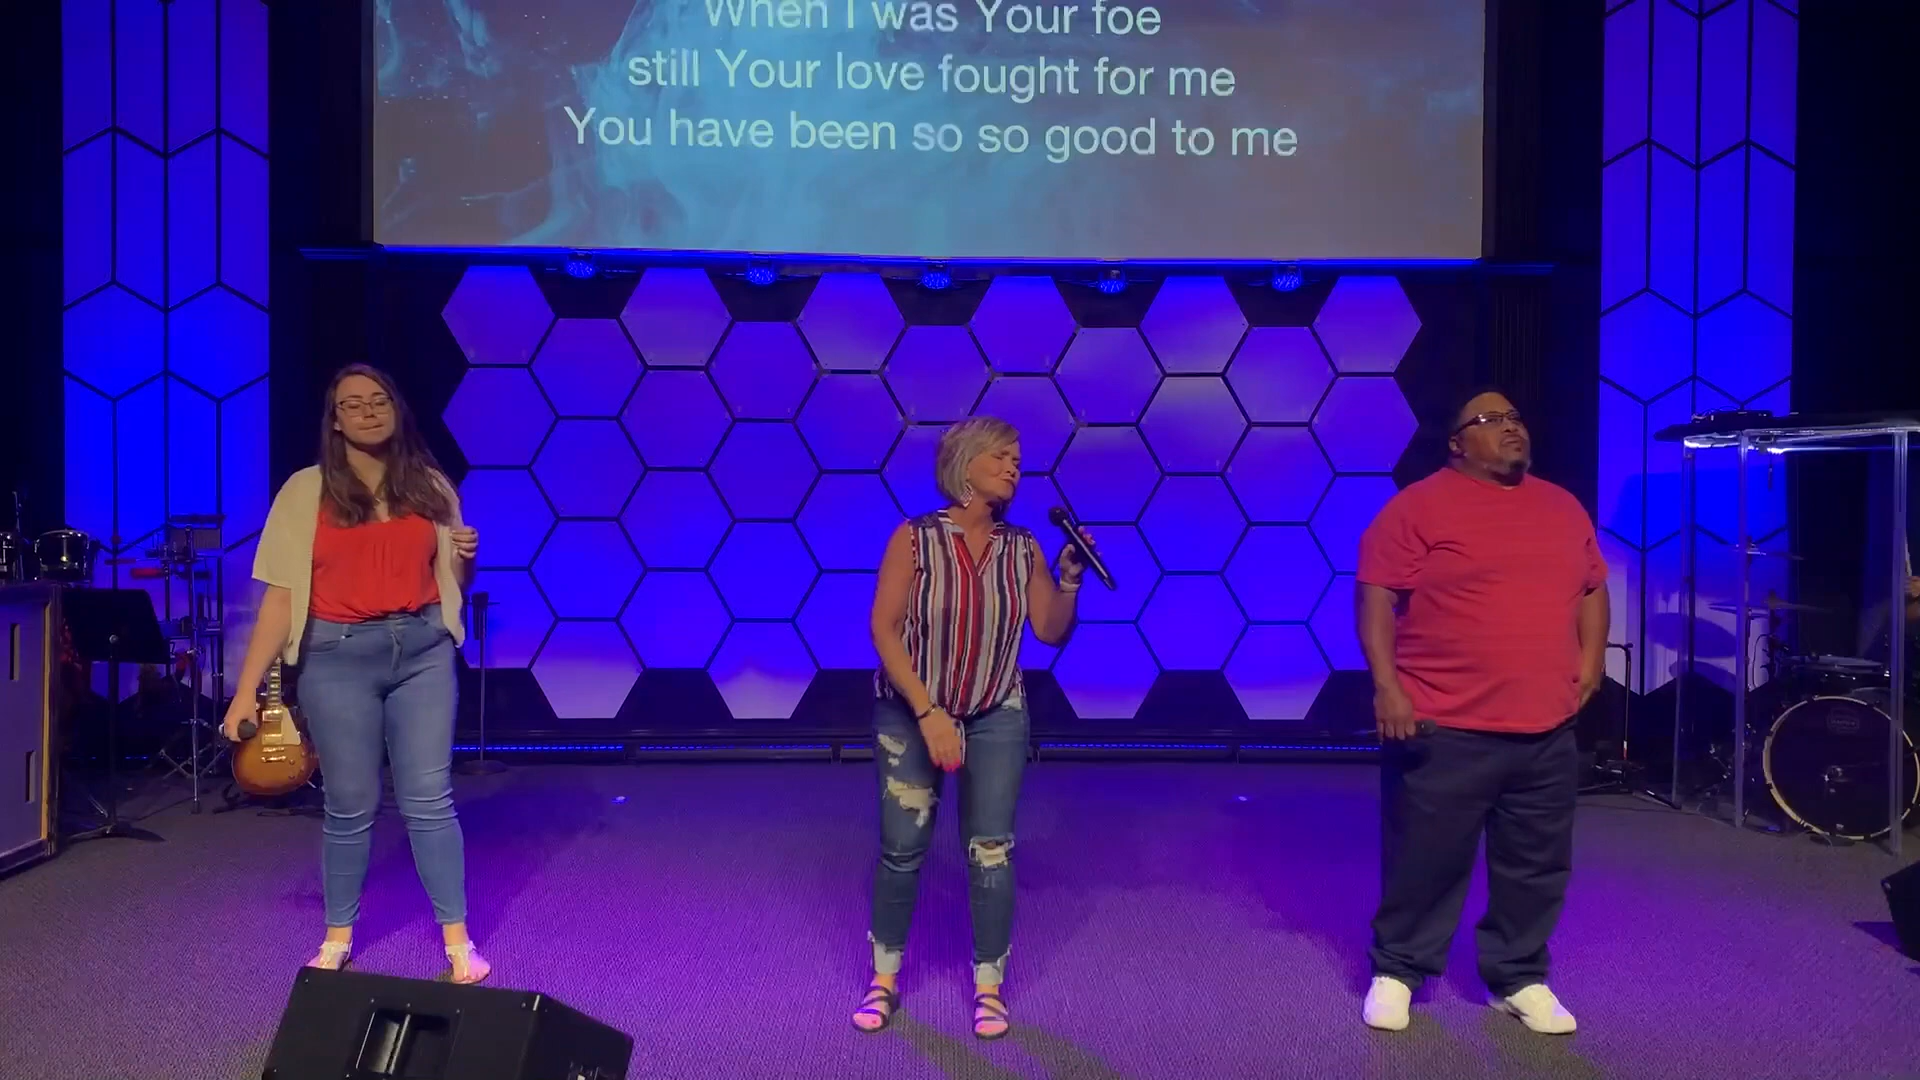 When I was Your foe
still Your love fought for me
You have been so so good to me